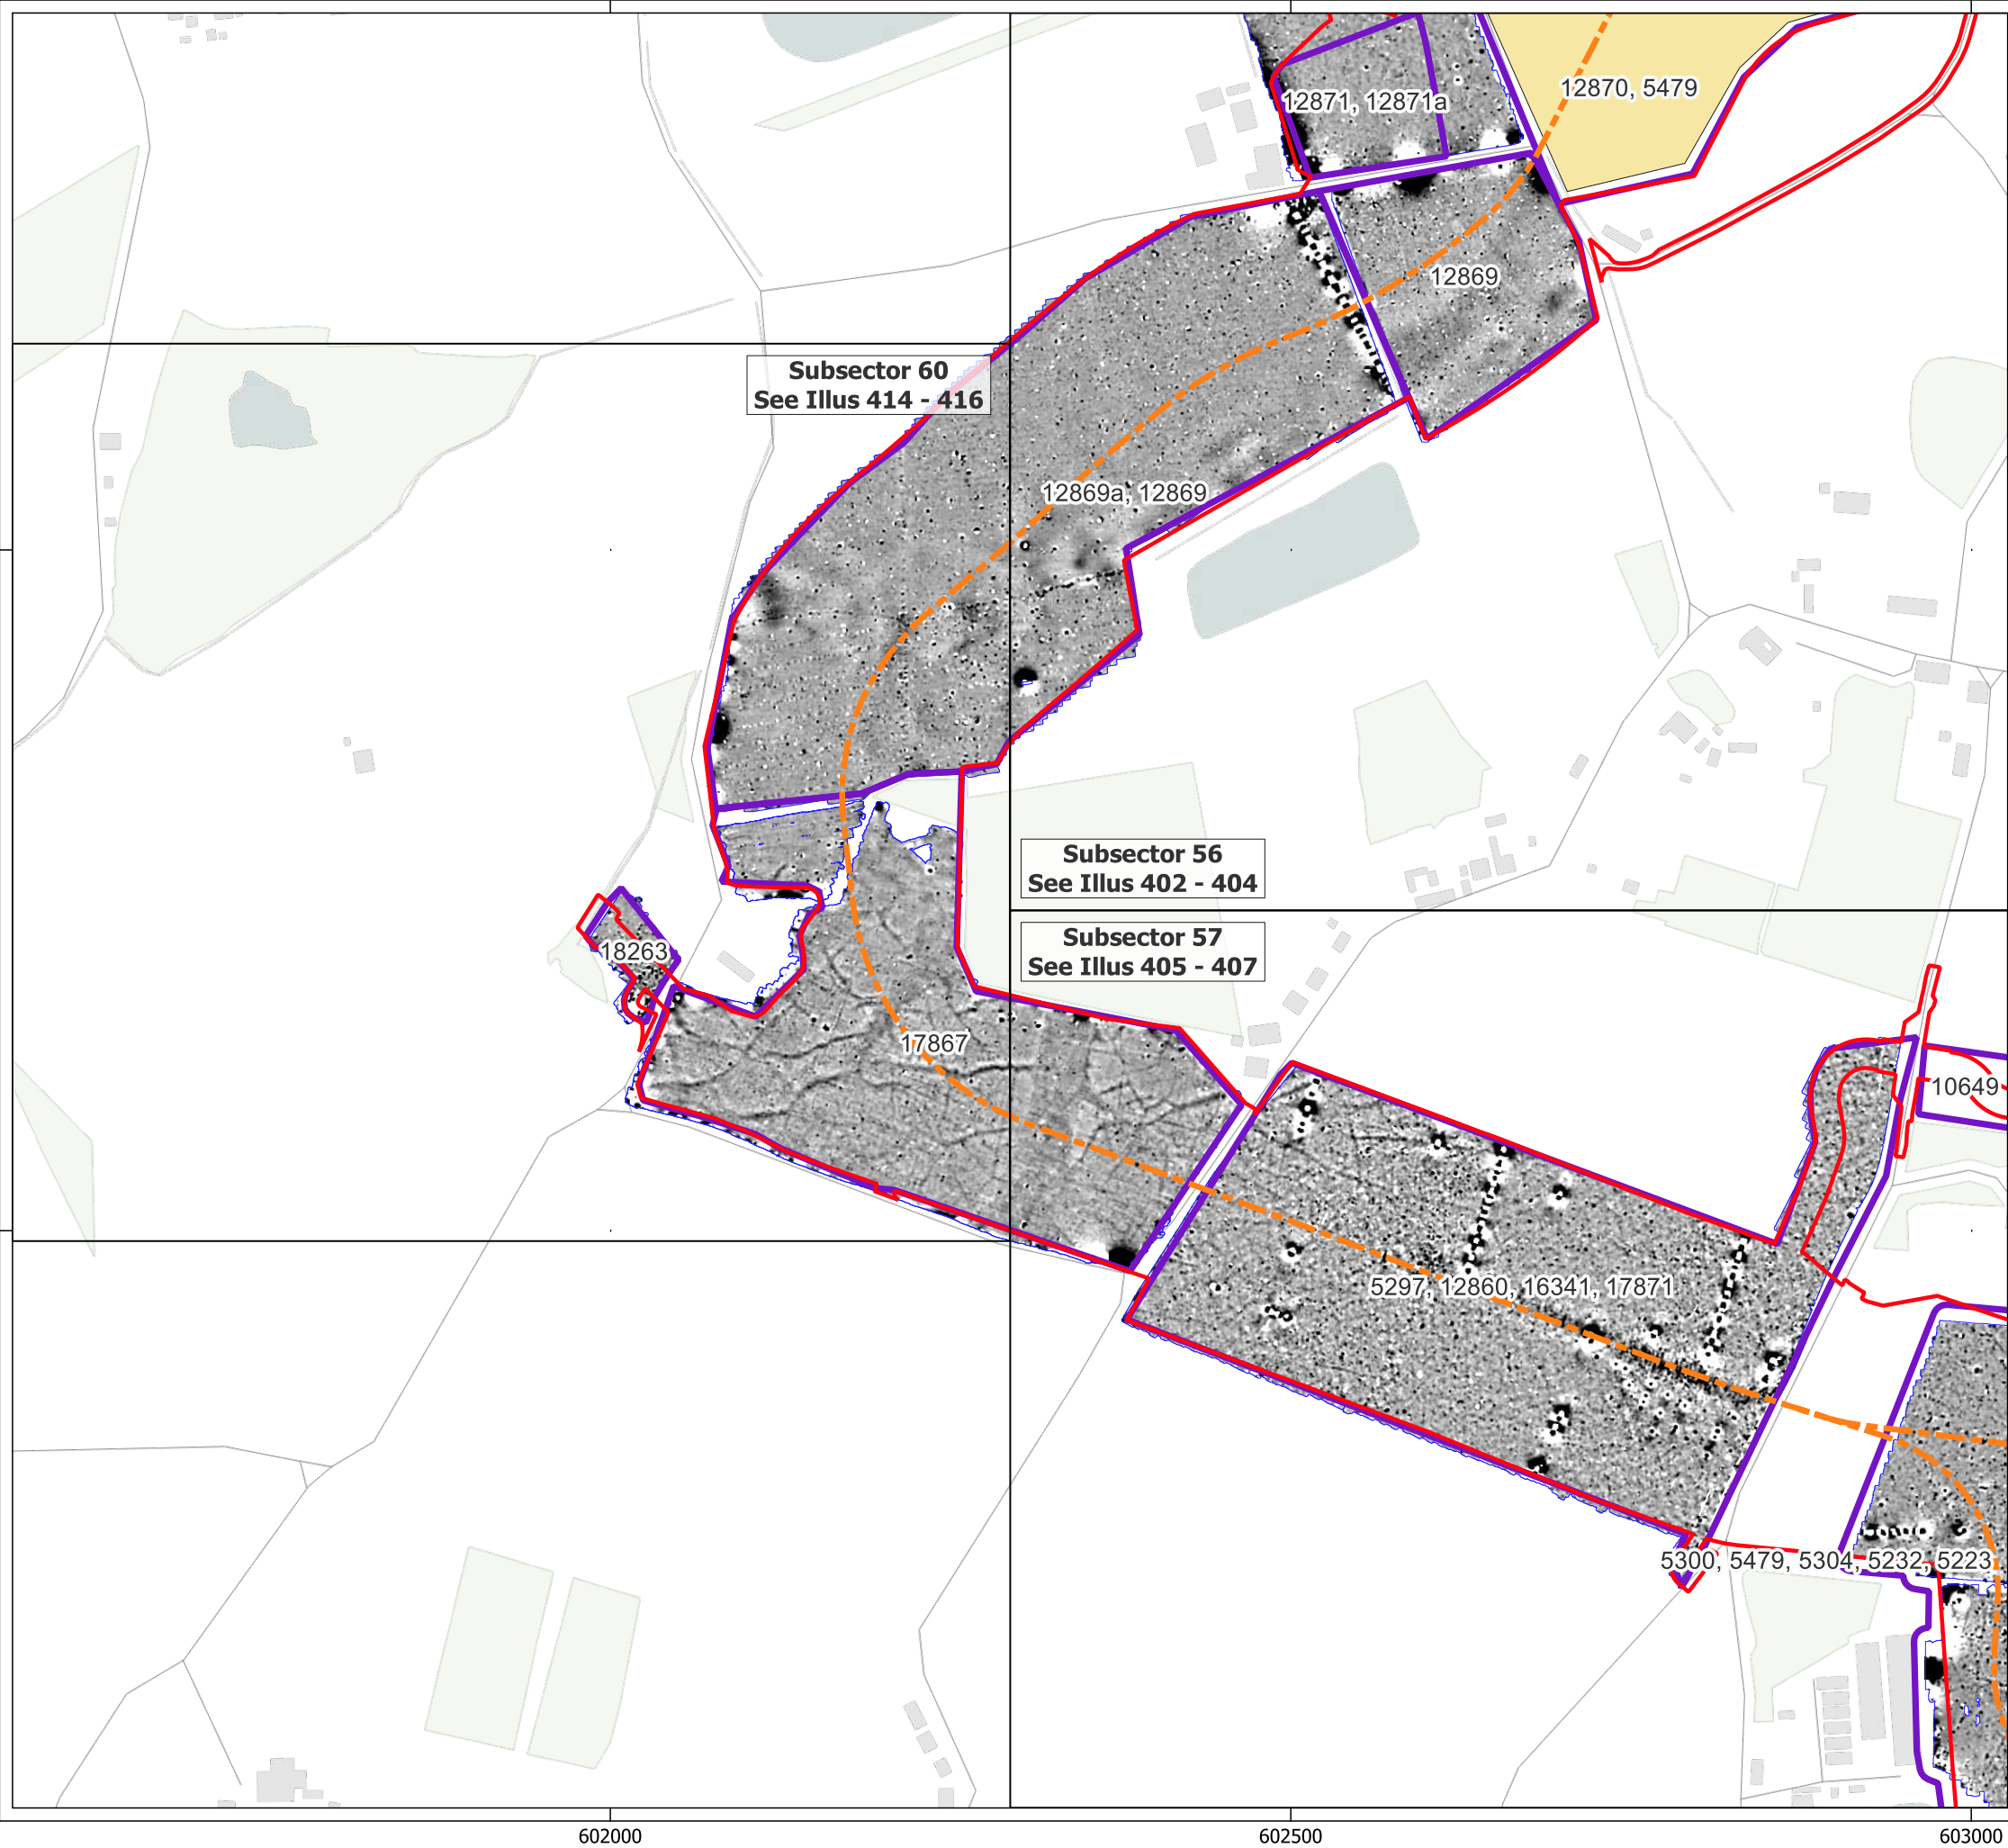 12870, 5479
12871, 12871a
12869
Subsector 60
See Illus 414 - 416
12869a, 12869
Subsector 56
See Illus 402 - 404
Subsector 57
See Illus 405 - 407
18263
17867
10649
5297, 12860, 16341, 17871
5300, 5479, 5304, 5232, 5223
602000
602500
603000